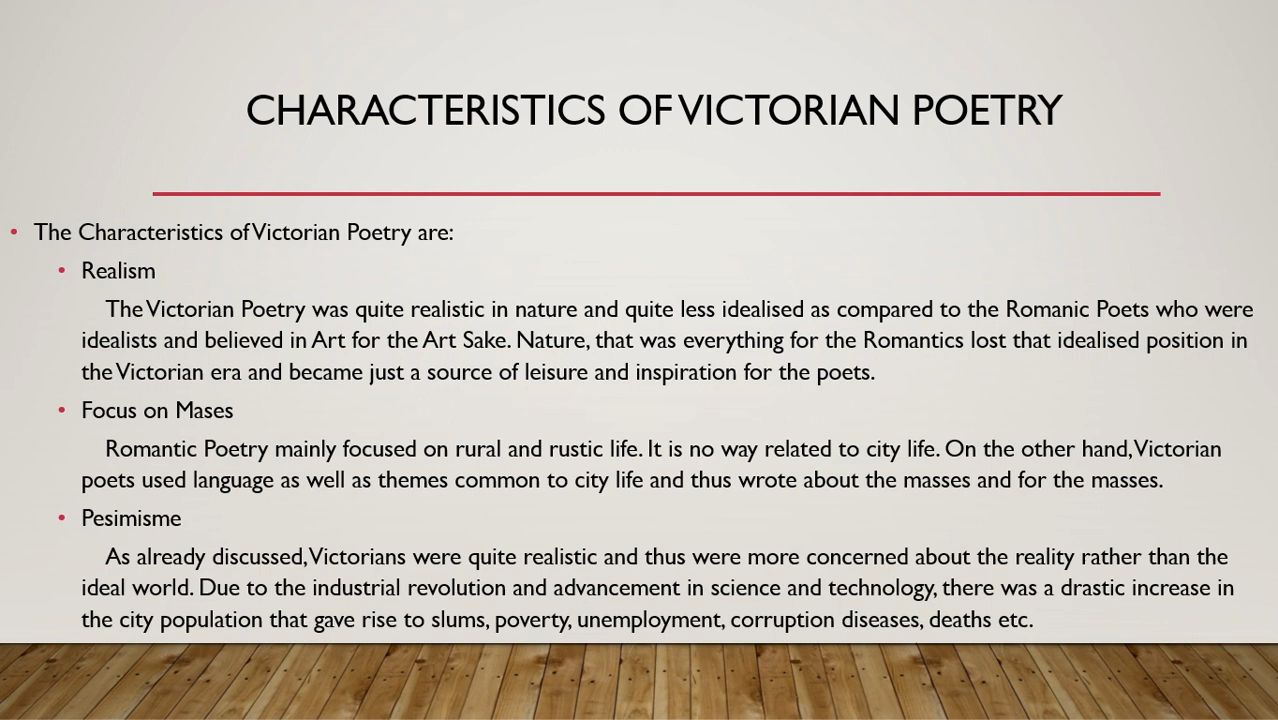 CHARACTERISTICS OF VICTORIAN POETRY
• The Characteristics of Victorian Poetry are:
• Realism
The Victorian Poetry was quite realistic in nature and quite less idealised as compared to the Romanic Poets who were
idealists and believed in Art for the Art Sake. Nature, that was everything for the Romantics lost that idealised position in
the Victorian era and became just a source of leisure and inspiration for the poets.
• Focus on Mases
Romantic Poetry mainly focused on rural and rustic life. It is no way related to city life. On the other hand, Victorian
poets used language as well as themes common to city life and thus wrote about the masses and for the masses.
• Pesimisme
As already discussed, Victorians were quite realistic and thus were more concerned about the reality rather than the
ideal world. Due to the industrial revolution and advancement in science and technology, there was a drastic increase in
the city population that gave rise to slums, poverty, unemployment, corruption diseases, deaths etc.